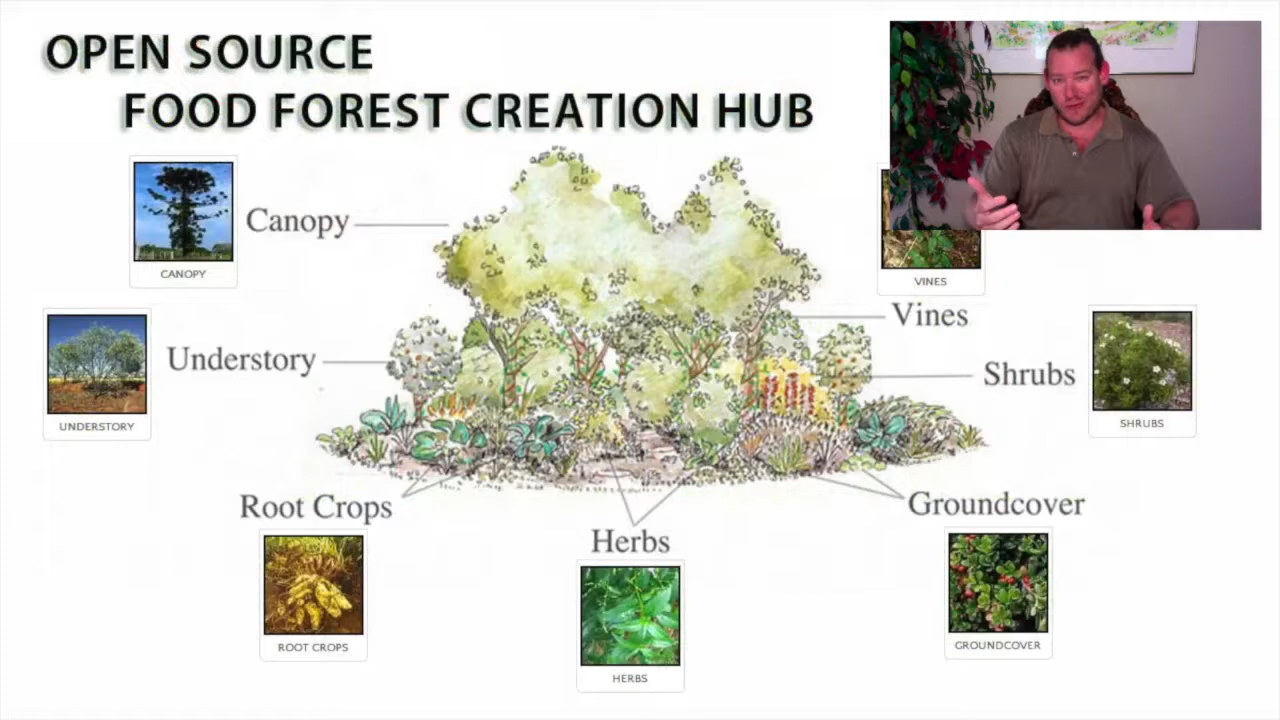 OPEN SOURCE
FOOD FOREST CREATION HUB
CANOPY
Canopy
VINES
Vines
UNDERSTORY
Understory
Shrubs
SHRUBS
Root Crops
ROOT CROPS
Herbs
HERBS
Groundcover
GROUNDCOVER